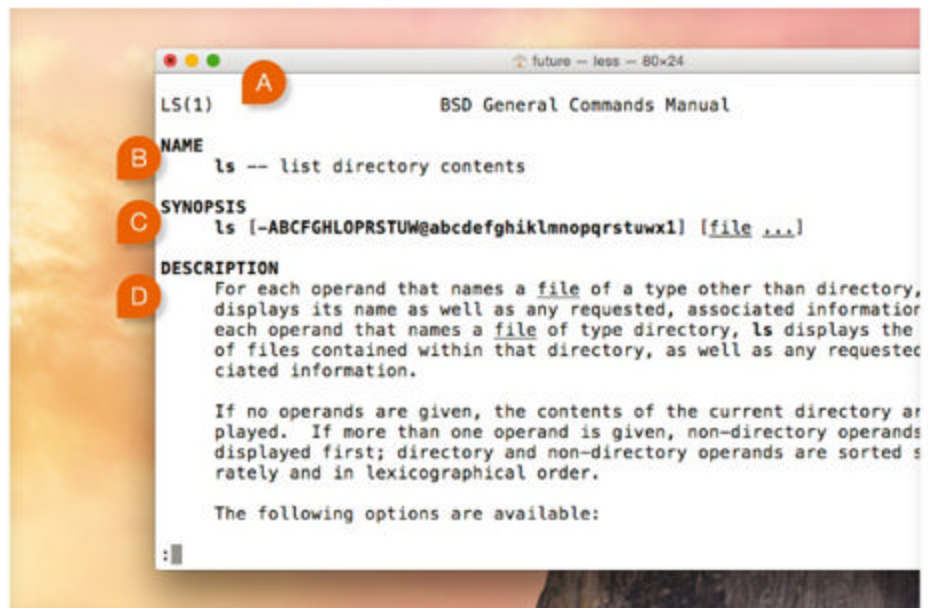 future — less — 80×24
A
LS(1) BSD General Commands Manual
B
NAME
ls -- list directory contents
C
SYNOPSIS
ls [-ABCFGHLOPRSTUW@abcdefghiklmnopqrstuwx1] [file ...]
D
DESCRIPTION
For each operand that names a file of a type other than directory,
displays its name as well as any requested, associated information
each operand that names a file of type directory, ls displays the
of files contained within that directory, as well as any requested
ciated information.
If no operands are given, the contents of the current directory ar
played. If more than one operand is given, non-directory operands
displayed first; directory and non-directory operands are sorted s
rately and in lexicographical order.
The following options are available:
: